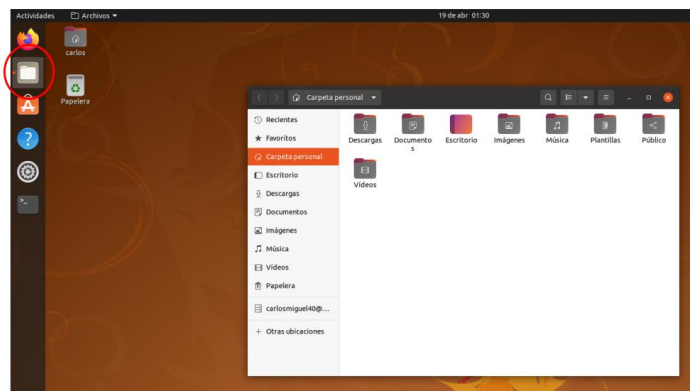 Actividades Archivos 19 de abr 01:30
carlos
Papelera
Carpeta personal
Recientes
Favoritos
Carpeta personal
Escritorio
Descargas
Documentos
Imágenes
Música
Vídeos
Papelera
carlosmiguel40@...
+ Otras ubicaciones
Descargas Documento Escritorio Imágenes Música Plantillas Público
s
Vídeos